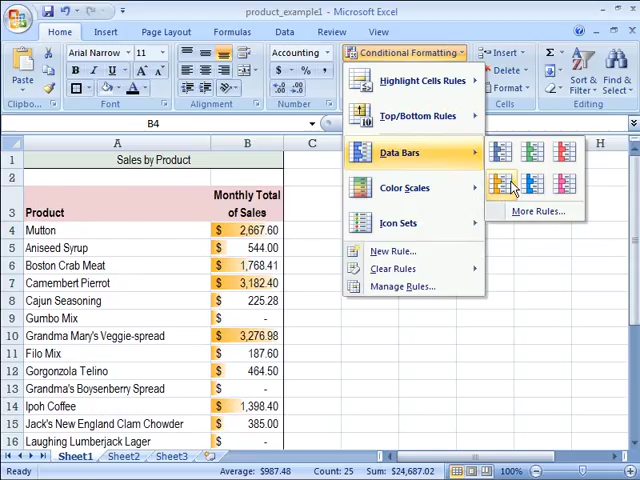 product_example1 - Microsoft Excel
Home Insert Page Layout Formulas Data Review View
Paste
Clipboard
Arial Narrow 11
B I U A A
Font
Alignment
Accounting
$ % ,
Number
Conditional Formatting
Insert
Delete
Format
Cells
Σ
Sort & Filter
Find & Select
Editing
B4
A B C H
1 Sales by Product
2
3 Product Monthly Total of Sales
4 Mutton $ 2,667.60
5 Aniseed Syrup $ 544.00
6 Boston Crab Meat $ 1,768.41
7 Camembert Pierrot $ 3,182.40
8 Cajun Seasoning $ 225.28
9 Gumbo Mix $ -
10 Grandma Mary's Veggie-spread $ 3,276.98
11 Filo Mix $ 187.60
12 Gorgonzola Telino $ 464.50
13 Grandma's Boysenberry Spread $ -
14 Ipoh Coffee $ 1,398.40
15 Jack's New England Clam Chowder $ 385.00
16 Laughing Lumberjack Lager $ -
Highlight Cells Rules
Top/Bottom Rules
10
Data Bars
Color Scales
Icon Sets
New Rule...
Clear Rules
Manage Rules...
More Rules...
Sheet1 Sheet2 Sheet3
Ready Average: $987.48 Count: 25 Sum: $24,687.02 100%